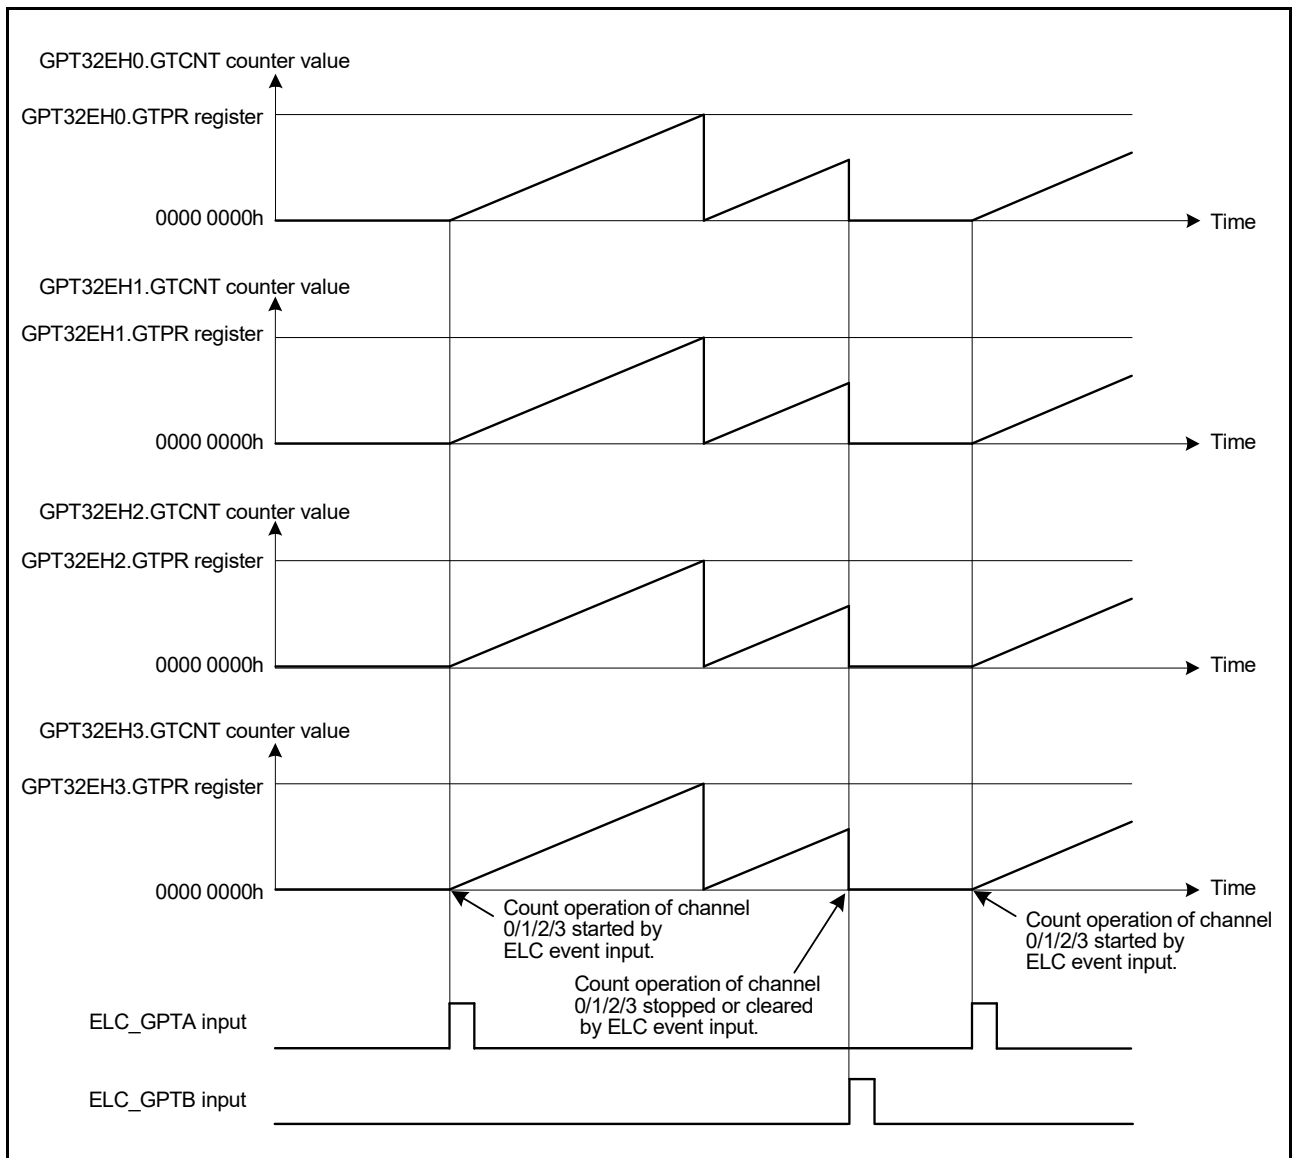 GPT32EH0.GTCNT counter value
GPT32EH0.GTPR register
0000 0000h
Time
GPT32EH1.GTCNT counter value
GPT32EH1.GTPR register
0000 0000h
Time
GPT32EH2.GTCNT counter value
GPT32EH2.GTPR register
0000 0000h
Time
GPT32EH3.GTCNT counter value
GPT32EH3.GTPR register
0000 0000h
Time
Count operation of channel
0/1/2/3 started by
ELC event input.
Count operation of channel
0/1/2/3 stopped or cleared
by ELC event input.
Count operation of channel
0/1/2/3 started by
ELC event input.
ELC_GPTA input
ELC_GPTB input